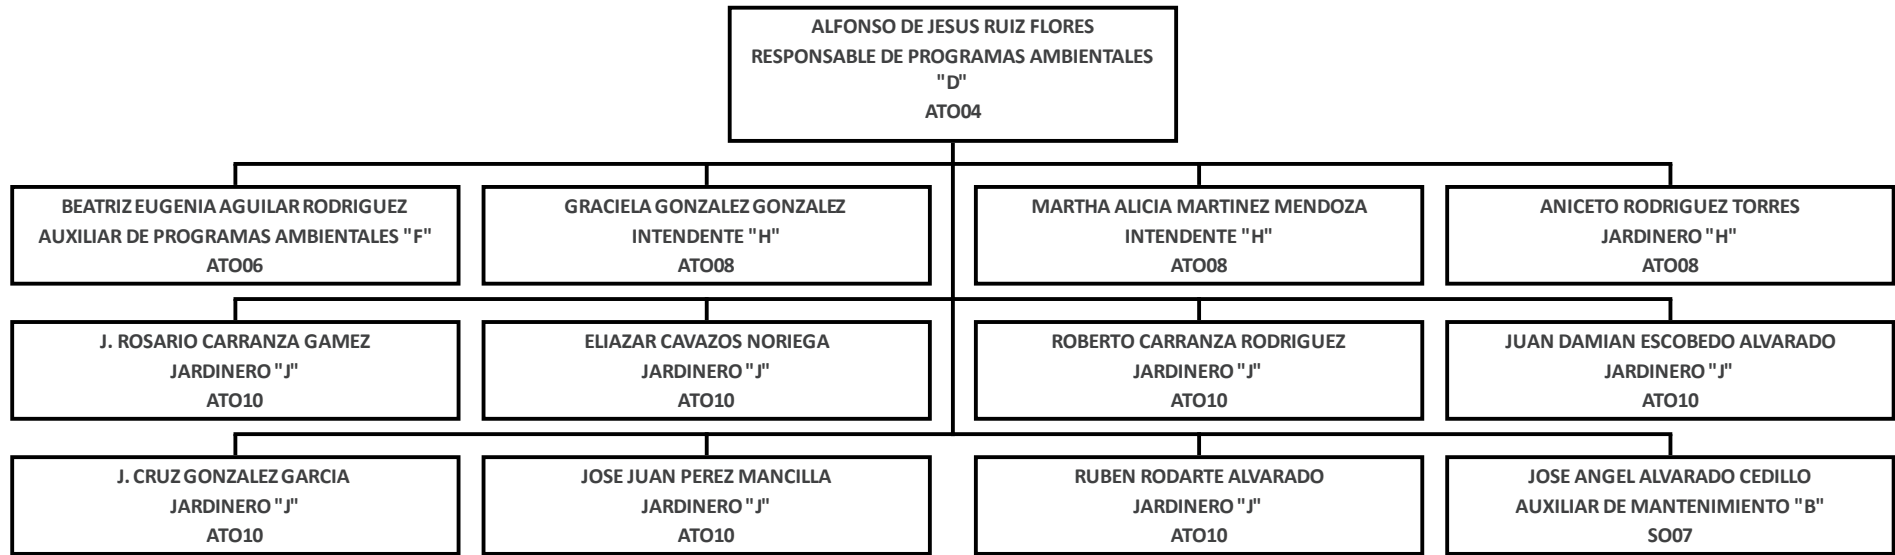 ALFONSO DE JESUS RUIZ FLORES
RESPONSABLE DE PROGRAMAS AMBIENTALES
"D"
ATO04
BEATRIZ EUGENIA AGUILAR RODRIGUEZ
AUXILIAR DE PROGRAMAS AMBIENTALES "F"
ATO06
GRACIELA GONZALEZ GONZALEZ
INTENDENTE "H"
ATO08
MARTHA ALICIA MARTINEZ MENDOZA
INTENDENTE "H"
ATO08
ANICETO RODRIGUEZ TORRES
JARDINERO "H"
ATO08
J. ROSARIO CARRANZA GAMEZ
JARDINERO "J"
ATO10
ELIAZAR CAVAZOS NORIEGA
JARDINERO "J"
ATO10
ROBERTO CARRANZA RODRIGUEZ
JARDINERO "J"
ATO10
JUAN DAMIAN ESCOBEDO ALVARADO
JARDINERO "J"
ATO10
J. CRUZ GONZALEZ GARCIA
JARDINERO "J"
ATO10
JOSE JUAN PEREZ MANCILLA
JARDINERO "J"
ATO10
RUBEN RODARTE ALVARADO
JARDINERO "J"
ATO10
JOSE ANGEL ALVARADO CEDILLO
AUXILIAR DE MANTENIMIENTO "B"
SO07